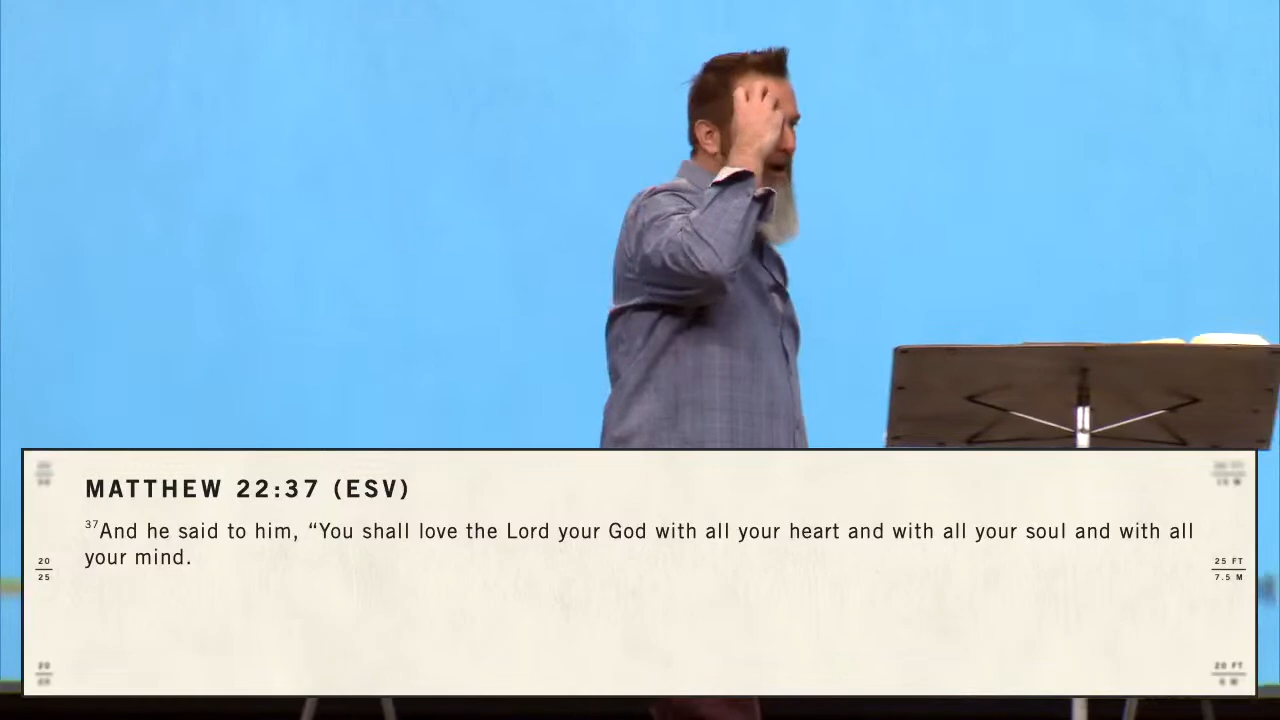 MATTHEW 22:37 (ESV)
37And he said to him, “You shall love the Lord your God with all your heart and with all your soul and with all
your mind.
20
25
25 FT
7.5 M
20
20 FT